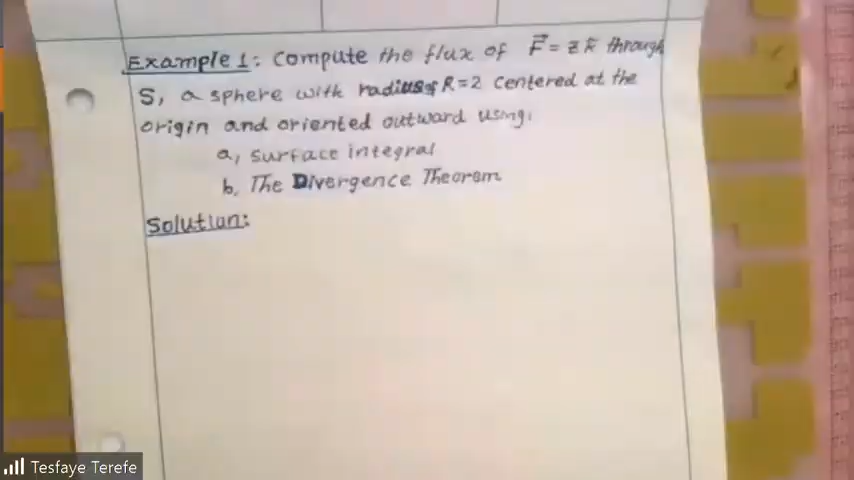 Example 1: Compute the flux of F⃗ = z k⃗ through
S, a sphere with radius of R=2 centered at the
origin and oriented outward using:
a, surface integral
b, The Divergence Theorem
Solution:
Tesfaye Terefe